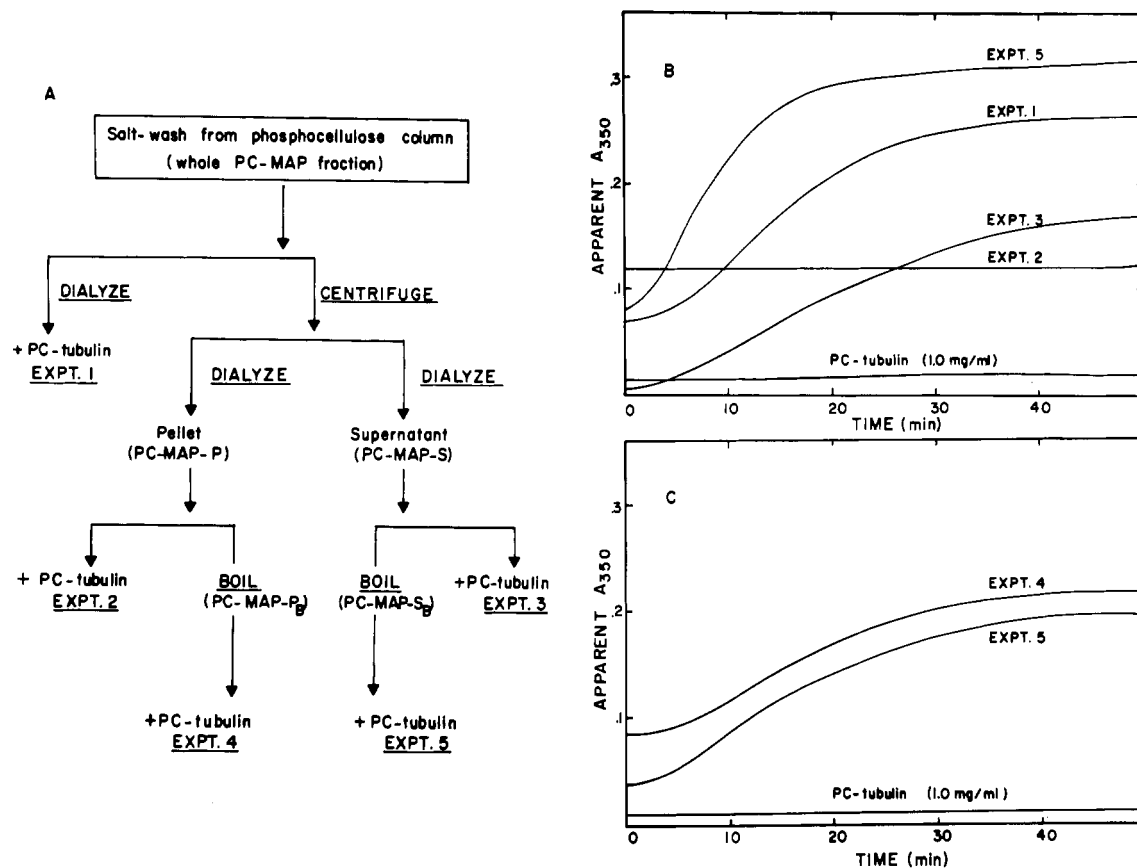 A
Salt-wash from phosphocellulose column
(whole PC-MAP fraction)
DIALYZE
CENTRIFUGE
+ PC-tubulin
EXPT. 1
DIALYZE
DIALYZE
Pellet
(PC-MAP-P)
Supernatant
(PC-MAP-S)
+ PC-tubulin
EXPT. 2
BOIL
(PC-MAP-PB)
BOIL
(PC-MAP-SB)
+PC-tubulin
EXPT. 3
+PC-tubulin
EXPT. 4
+PC-tubulin
EXPT. 5
B
APPARENT A350
.3
.2
.1
EXPT. 5
EXPT. 1
EXPT. 3
EXPT. 2
PC-tubulin (1.0 mg/ml)
0 10 20 30 40
TIME (min)
C
APPARENT A350
.3
.2
.1
EXPT. 4
EXPT. 5
PC-tubulin (1.0 mg/ml)
0 10 20 30 40
TIME (min)